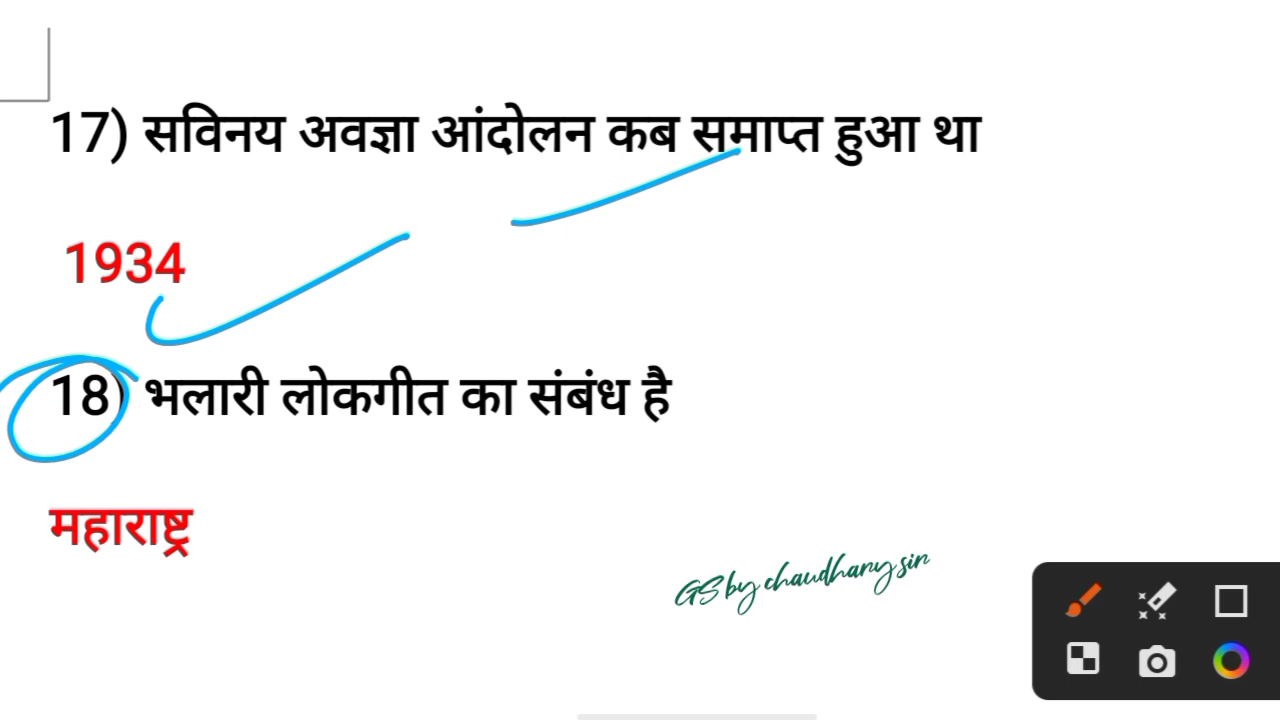 17) सविनय अवज्ञा आंदोलन कब समाप्त हुआ था
1934
18) भलारी लोकगीत का संबंध है
महाराष्ट्र
GS by chaudhary sir